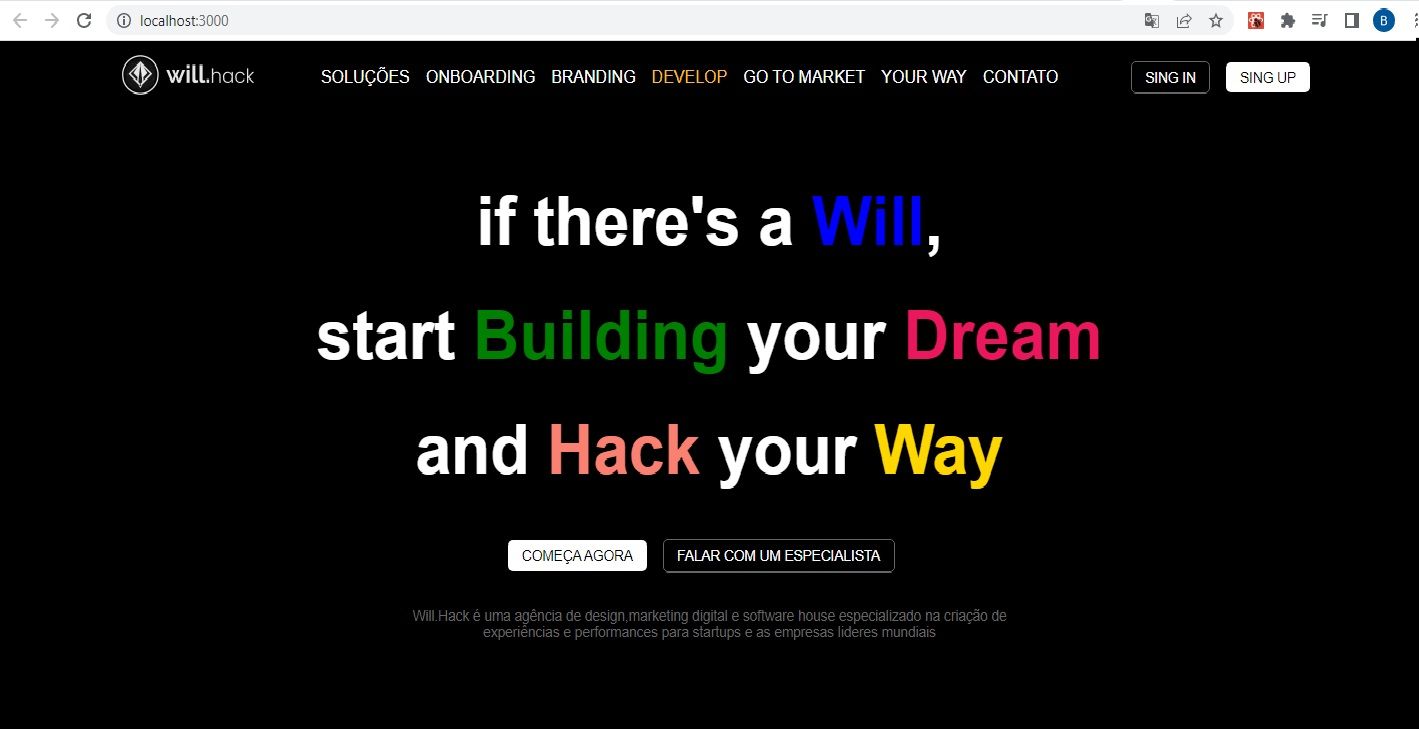 localhost:3000
B
will.hack
SOLUÇÕES ONBOARDING BRANDING DEVELOP GO TO MARKET YOUR WAY CONTATO
SING IN SING UP
if there's a Will,
start Building your Dream
and Hack your Way
COMEÇA AGORA FALAR COM UM ESPECIALISTA
Will.Hack é uma agência de design,marketing digital e software house especializado na criação de
experiências e performances para startups e as empresas lideres mundiais